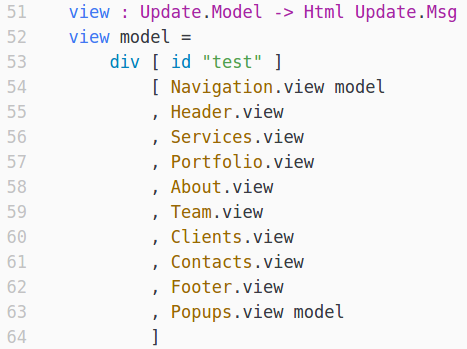 51    view : Update.Model -> Html Update.Msg
52    view model =
53        div [ id "test" ]
54            [ Navigation.view model
55            , Header.view
56            , Services.view
57            , Portfolio.view
58            , About.view
59            , Team.view
60            , Clients.view
61            , Contacts.view
62            , Footer.view
63            , Popups.view model
64            ]